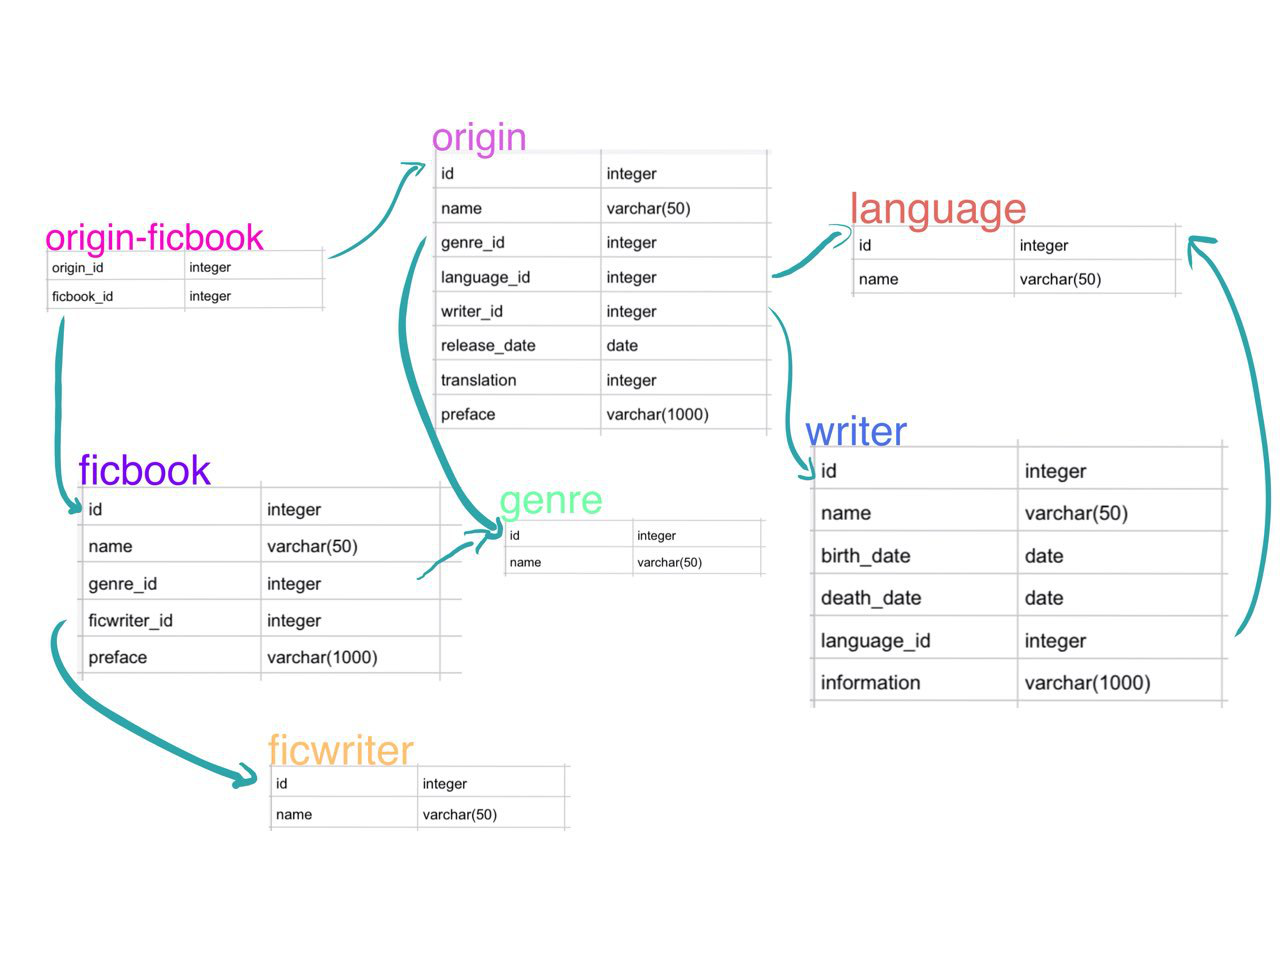 origin
id integer
name varchar(50)
genre_id integer
language_id integer
writer_id integer
release_date date
translation integer
preface varchar(1000)
origin-ficbook
origin_id integer
ficbook_id integer
language
id integer
name varchar(50)
ficbook
id integer
name varchar(50)
genre_id integer
ficwriter_id integer
preface varchar(1000)
genre
id integer
name varchar(50)
writer
id integer
name varchar(50)
birth_date date
death_date date
language_id integer
information varchar(1000)
ficwriter
id integer
name varchar(50)